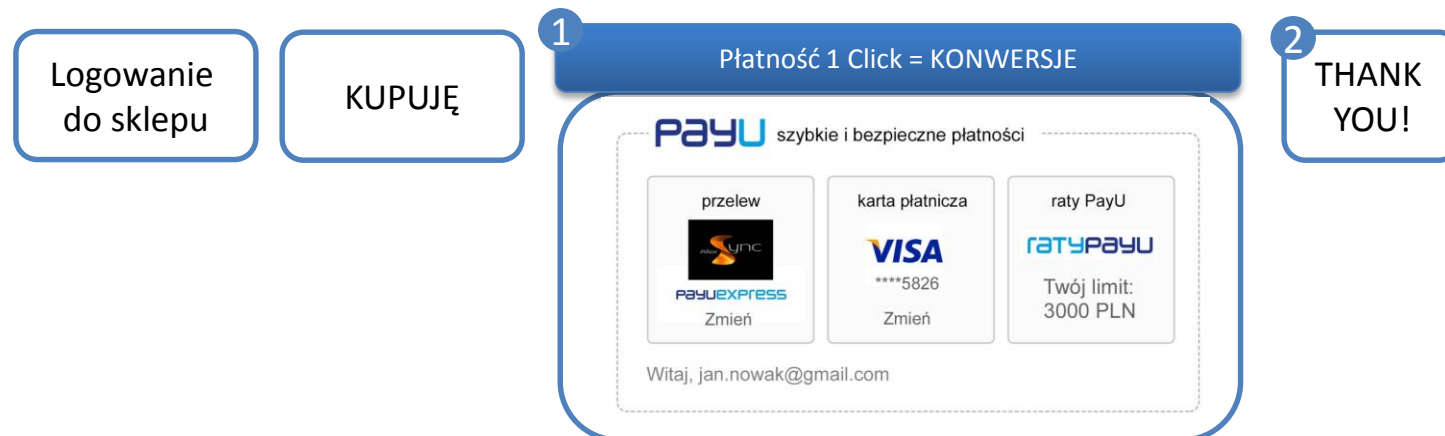 Logowanie
do sklepu
KUPUJĘ
1
Płatność 1 Click = KONWERSJE
PayU szybkie i bezpieczne płatności
przelew
Alior Sync
payuexpress
Zmień
karta płatnicza
VISA
****5826
Zmień
raty PayU
ratypayu
Twój limit:
3000 PLN
Witaj, jan.nowak@gmail.com
2
THANK
YOU!